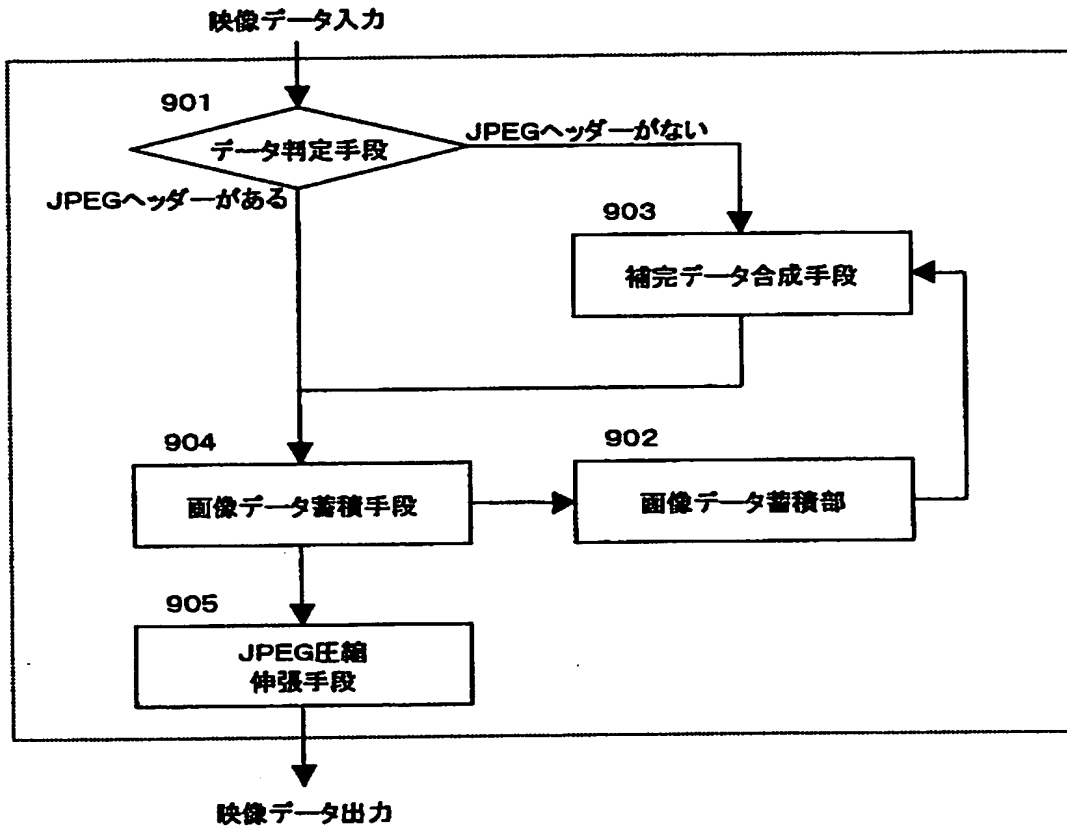 映像データ入力
901
データ判定手段
JPEGヘッダーがない
JPEGヘッダーがある
903
補完データ合成手段
904
画像データ蓄積手段
902
画像データ蓄積部
905
JPEG圧縮
伸張手段
映像データ出力